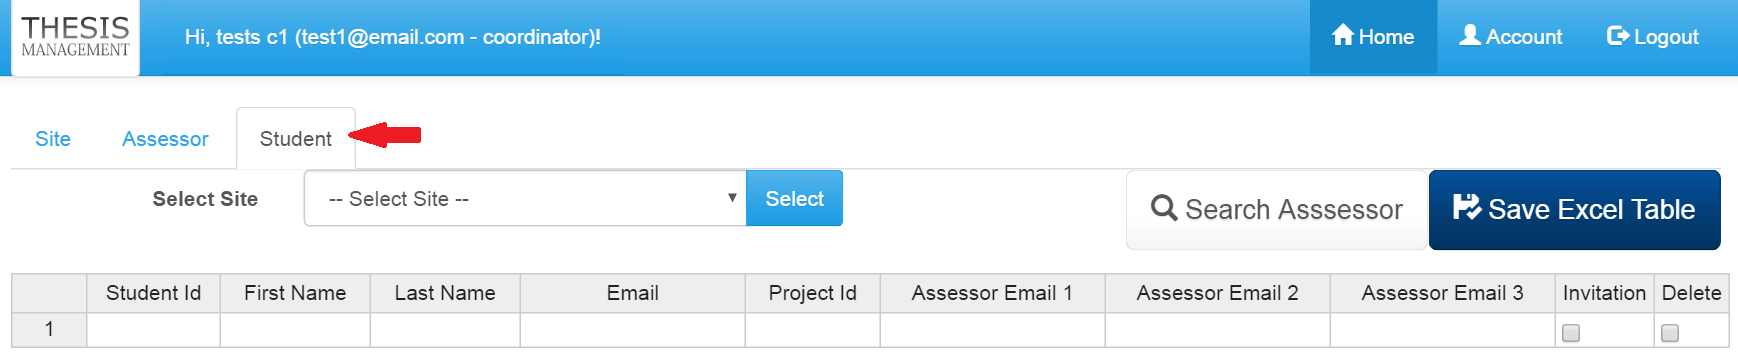 THESIS
MANAGEMENT
Hi, tests c1 (test1@email.com - coordinator)!
Home
Account
Logout
Site
Assessor
Student
Select Site
-- Select Site --
Select
Search Asssessor
Save Excel Table
Student Id
First Name
Last Name
Email
Project Id
Assessor Email 1
Assessor Email 2
Assessor Email 3
Invitation
Delete
1